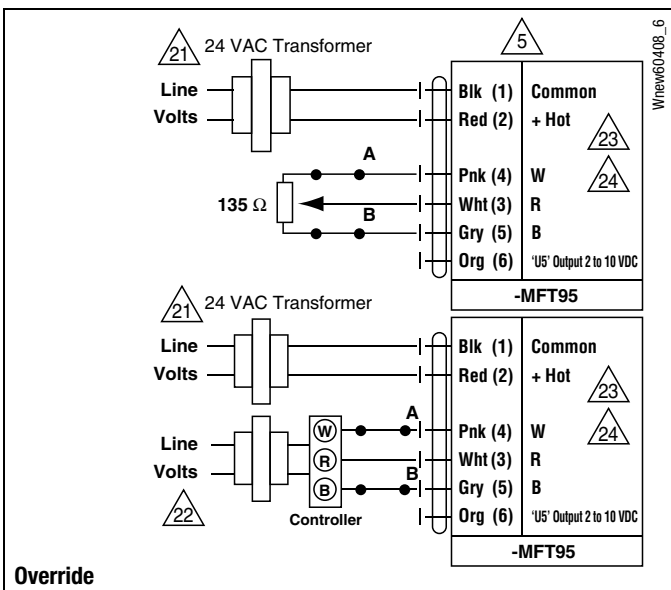 21 24 VAC Transformer
5
Wnew60408_6
Line
Volts
Blk (1) Common
Red (2) + Hot
23
A
Pnk (4) W
24
135 Ω
Wht (3) R
B
Gry (5) B
Org (6) 'U5' Output 2 to 10 VDC
-MFT95
21 24 VAC Transformer
Line
Volts
Blk (1) Common
Red (2) + Hot
23
A
W
Pnk (4) W
24
Line
R
Wht (3) R
Volts
B
B
Gry (5) B
22
Controller
Org (6) 'U5' Output 2 to 10 VDC
-MFT95
Override